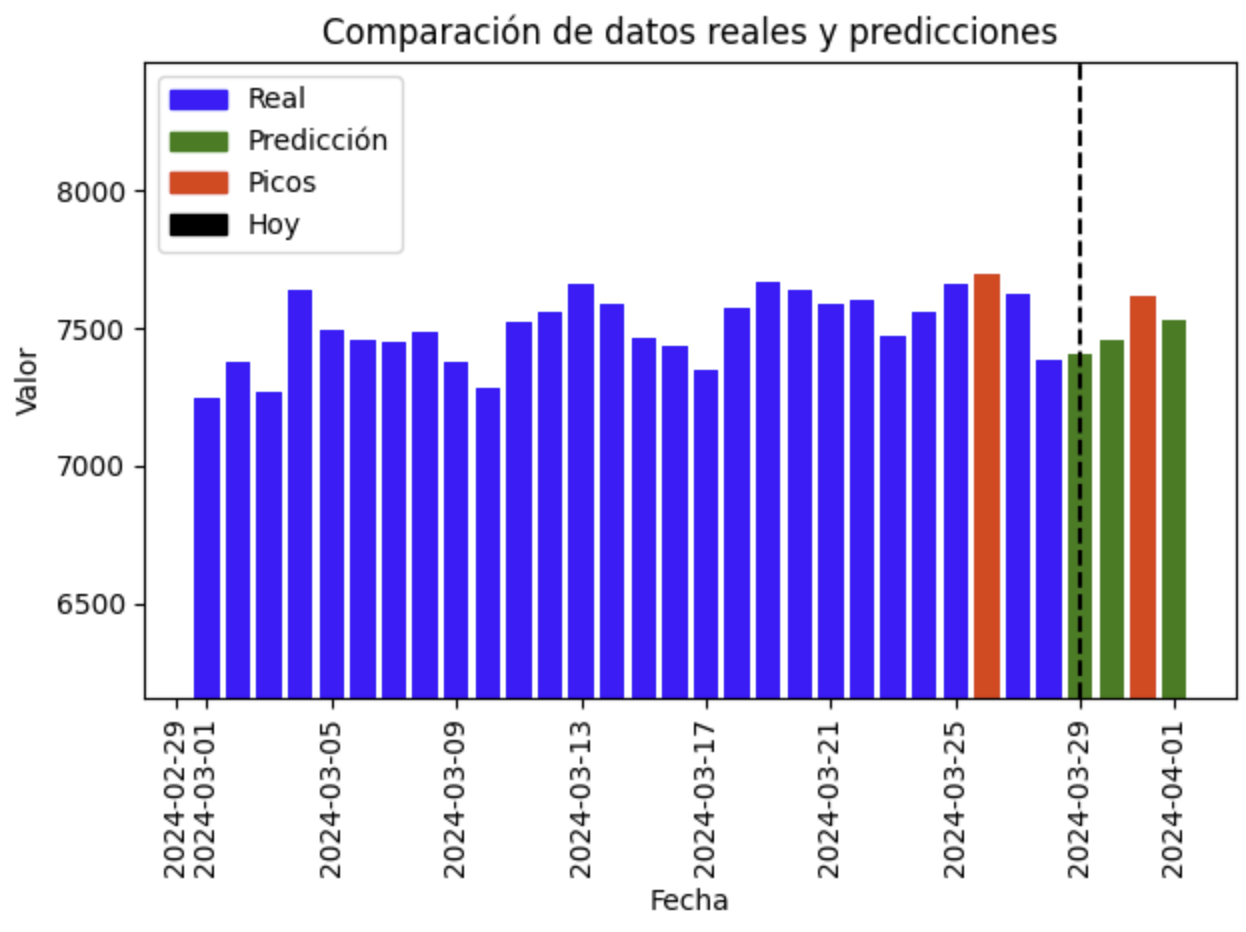 Comparación de datos reales y predicciones
Real
Predicción
Picos
Hoy
Valor
8000
7500
7000
6500
2024-02-29
2024-03-01
2024-03-05
2024-03-09
2024-03-13
2024-03-17
2024-03-21
2024-03-25
2024-03-29
2024-04-01
Fecha